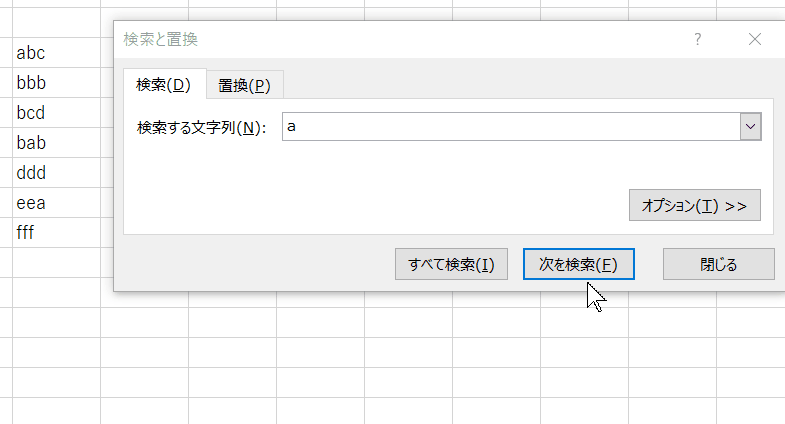 abc
bbb
bcd
bab
ddd
eea
fff
検索と置換
?
検索(D)
置換(P)
検索する文字列(N):
a
オプション(T) >>
すべて検索(I)
次を検索(F)
閉じる